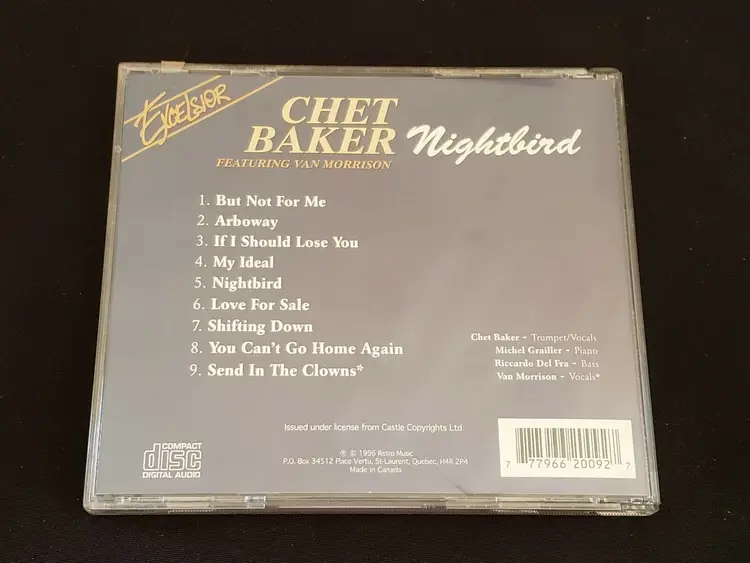 Excelsior
CHET
BAKER
Nightbird
FEATURING VAN MORRISON
1. But Not For Me
2. Arboway
3. If I Should Lose You
4. My Ideal
5. Nightbird
6. Love For Sale
7. Shifting Down
8. You Can't Go Home Again
9. Send In The Clowns*
Chet Baker – Trumpet/Vocals
Michel Grailler – Piano
Riccardo Del Fra – Bass
Van Morrison – Vocals*
Issued under license from Castle Copyrights Ltd
℗ © 1996 Retro Music
P.O. Box 34512 Place Vertu, St-Laurent, Quebec, H4R 2P4
Made in Canada
COMPACT
disc
DIGITAL AUDIO
7 77966 20092 7